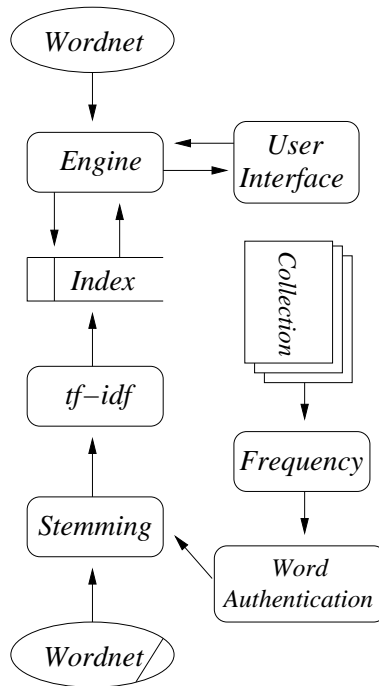 Wordnet
Engine
User
Interface
Index
Collection
tf-idf
Frequency
Stemming
Word
Authentication
Wordnet